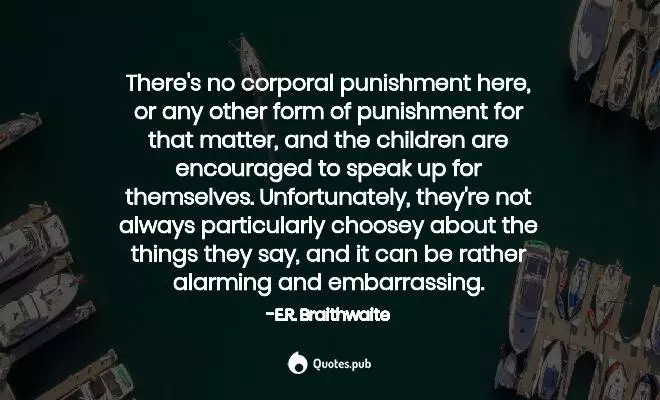 There's no corporal punishment here,
or any other form of punishment for
that matter, and the children are
encouraged to speak up for
themselves. Unfortunately, they're not
always particularly choosey about the
things they say, and it can be rather
alarming and embarrassing.
-E.R. Braithwaite
Quotes.pub